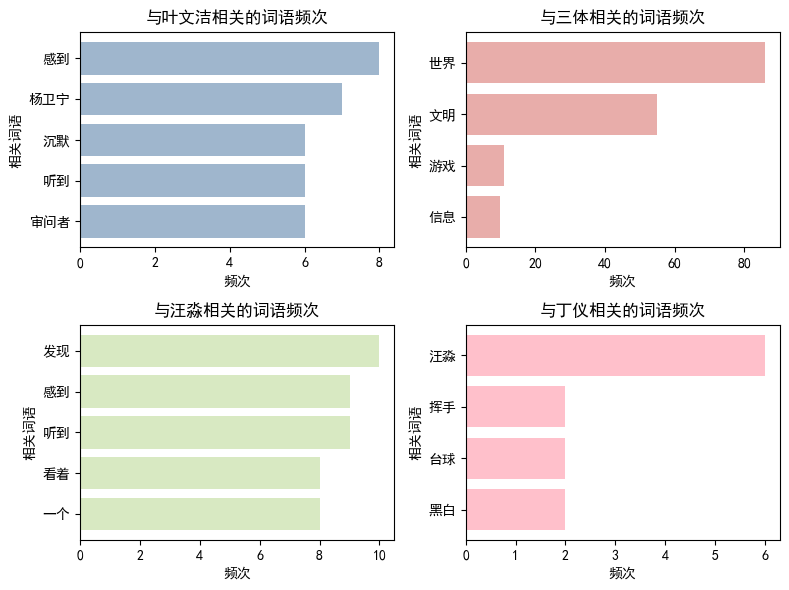 与叶文洁相关的词语频次
相关词语
感到
杨卫宁
沉默
听到
审问者
0 2 4 6 8
频次
与三体相关的词语频次
相关词语
世界
文明
游戏
信息
0 20 40 60 80
频次
与汪淼相关的词语频次
相关词语
发现
感到
听到
看着
一个
0 2 4 6 8 10
频次
与丁仪相关的词语频次
相关词语
汪淼
挥手
台球
黑白
0 1 2 3 4 5 6
频次